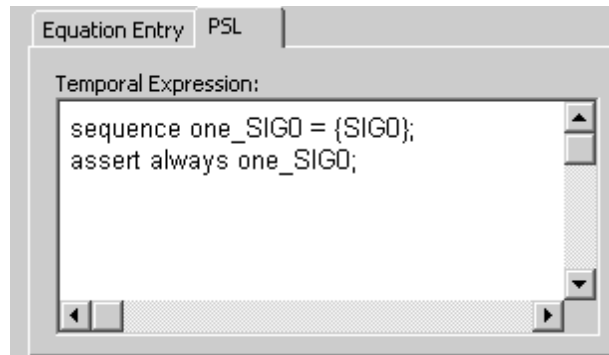 Equation Entry PSL
Temporal Expression:
sequence one_SIG0 = {SIG0};
assert always one_SIG0;